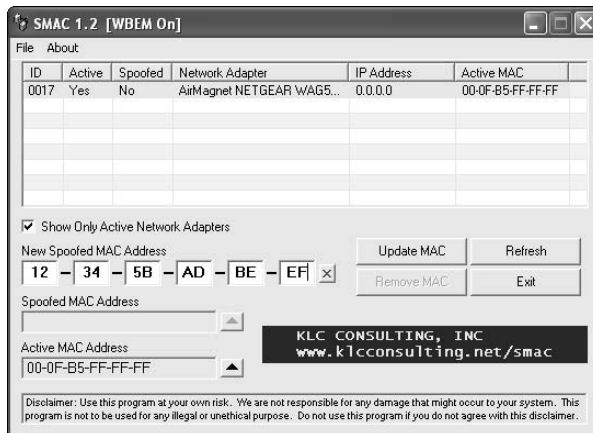 SMAC 1.2 [WBEM On]
File About
ID Active Spoofed Network Adapter IP Address Active MAC
0017 Yes No AirMagnet NETGEAR WAG5... 0.0.0.0 00-0F-B5-FF-FF-FF
Show Only Active Network Adapters
New Spoofed MAC Address
12 - 34 - 5B - AD - BE - EF
Update MAC Refresh
Remove MAC Exit
Spoofed MAC Address
KLC CONSULTING, INC
www.klcconsulting.net/smac
Active MAC Address
00-0F-B5-FF-FF-FF
Disclaimer: Use this program at your own risk. We are not responsible for any damage that might occur to your system. This
program is not to be used for any illegal or unethical purpose. Do not use this program if you do not agree with this disclaimer.